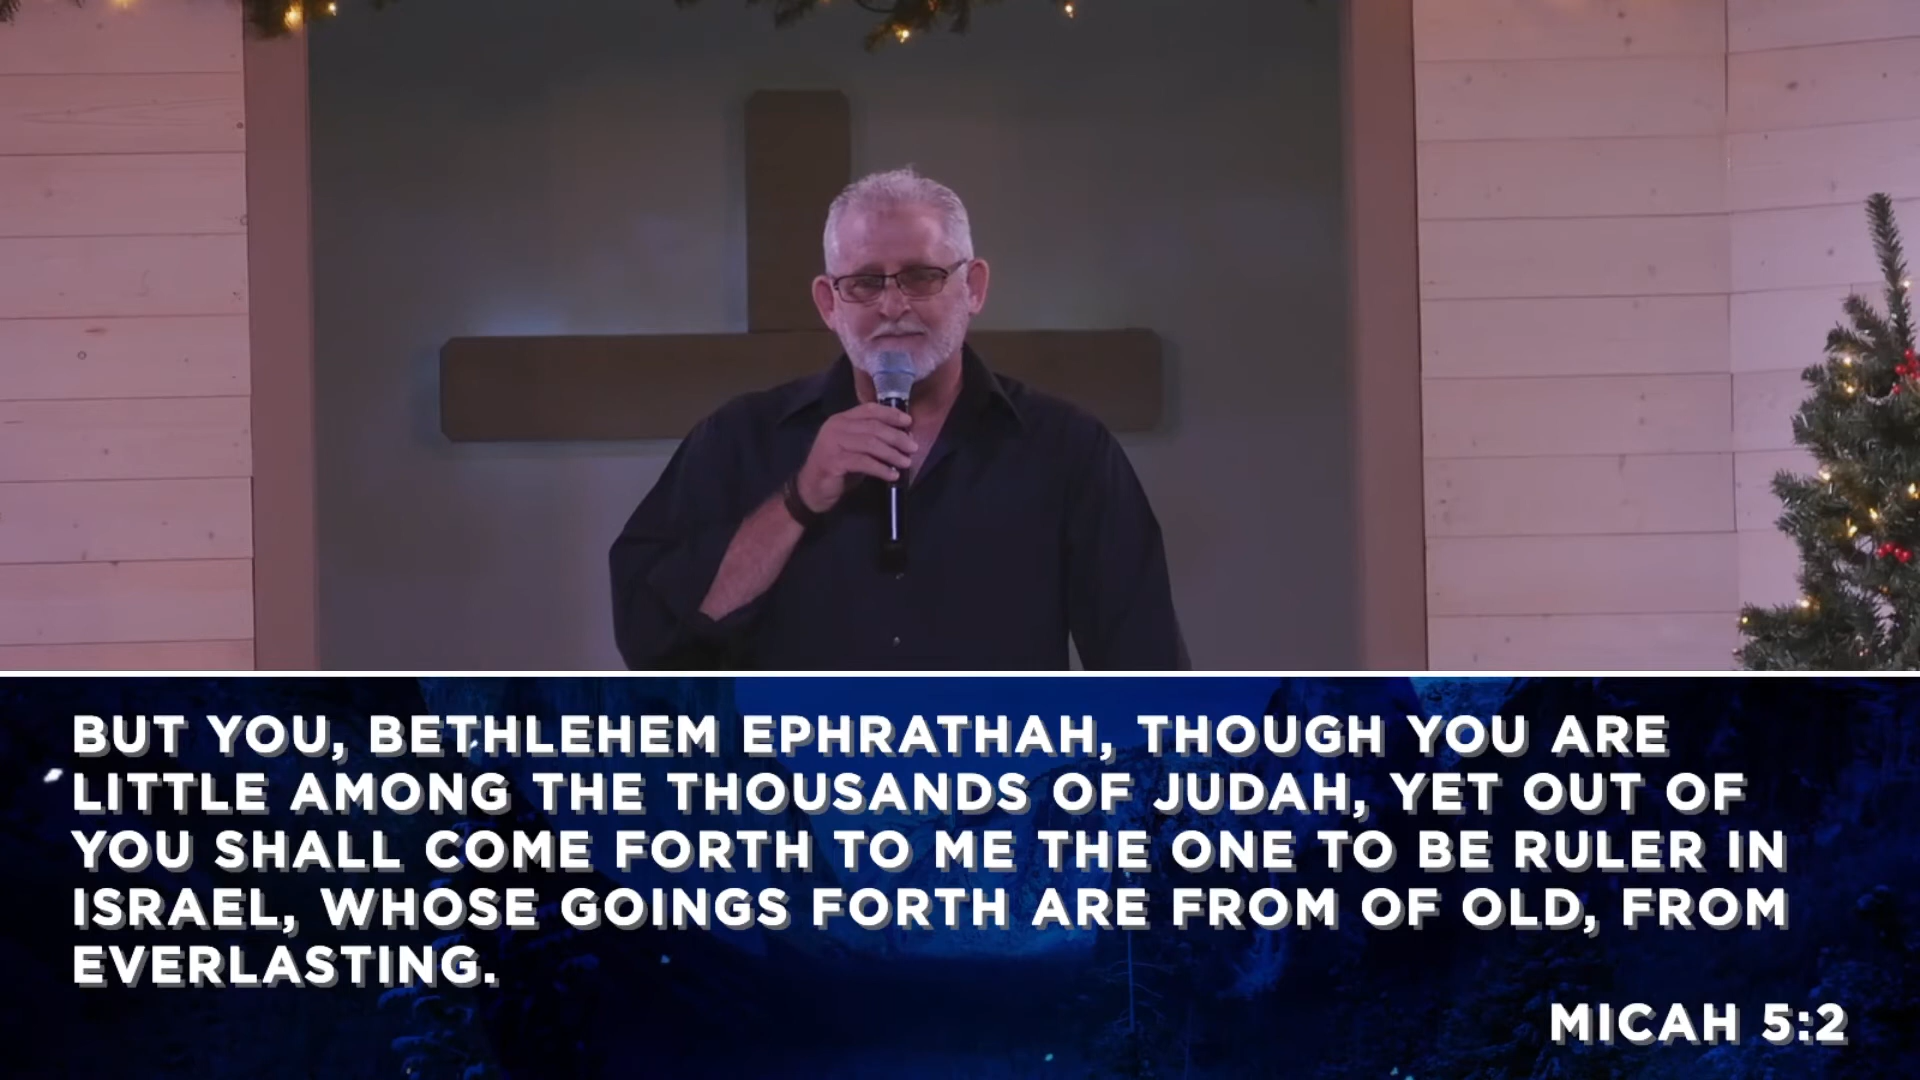 BUT YOU, BETHLEHEM EPHRATHAH, THOUGH YOU ARE
LITTLE AMONG THE THOUSANDS OF JUDAH, YET OUT OF
YOU SHALL COME FORTH TO ME THE ONE TO BE RULER IN
ISRAEL, WHOSE GOINGS FORTH ARE FROM OF OLD, FROM
EVERLASTING.
MICAH 5:2